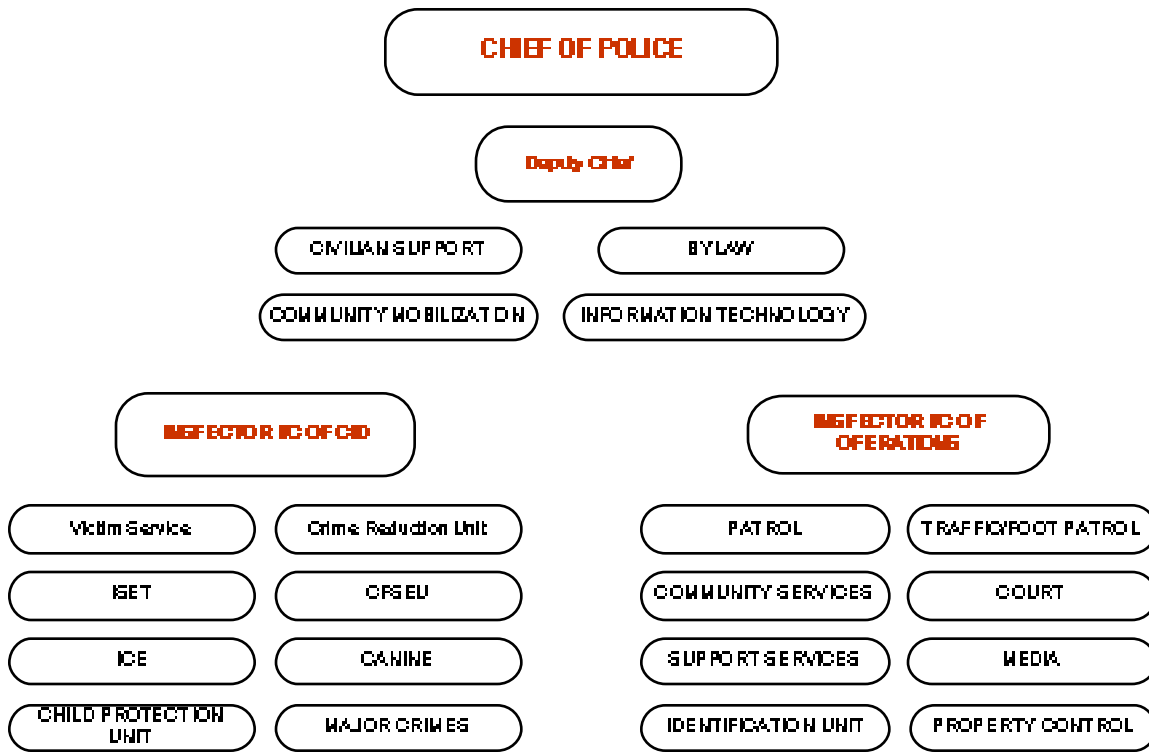 CHIEF OF POLICE
Deputy Chief
CIVILIAN SUPPORT
BYLAW
COMMUNITY MOBILIZATION
INFORMATION TECHNOLOGY
INSPECTOR I/C OF CID
INSPECTOR I/C OF
OPERATIONS
Victim Service
Crime Reduction Unit
PATROL
TRAFFIC/FOOT PATROL
ISET
CFSEU
COMMUNITY SERVICES
COURT
ICE
CANINE
SUPPORT SERVICES
MEDIA
CHILD PROTECTION
UNIT
MAJOR CRIMES
IDENTIFICATION UNIT
PROPERTY CONTROL